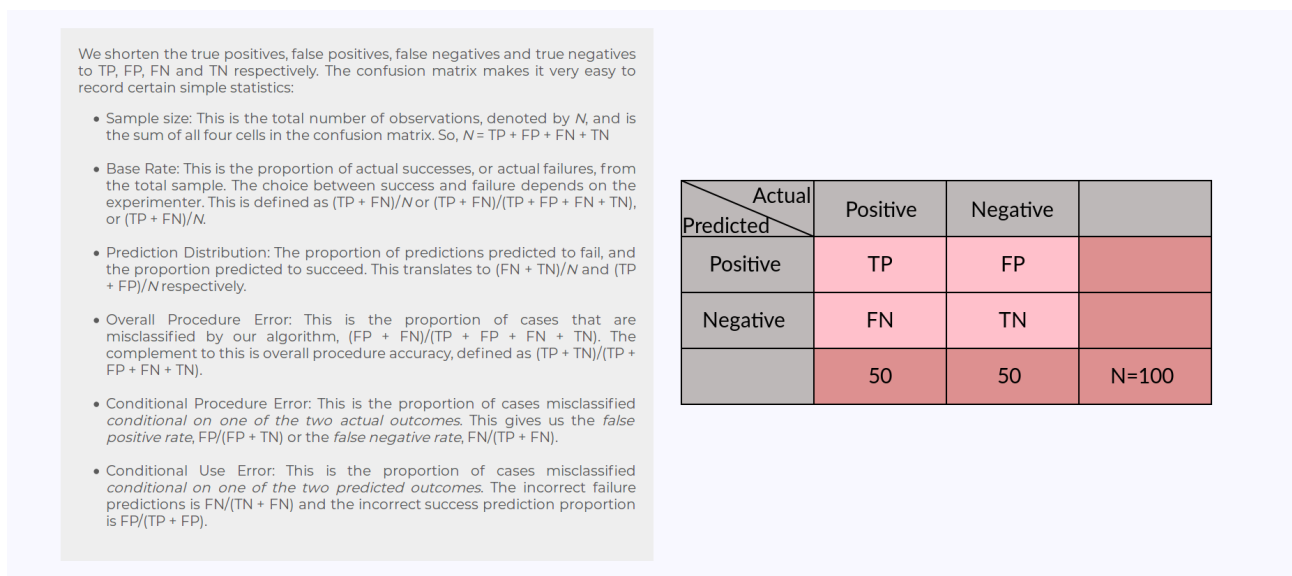 We shorten the true positives, false positives, false negatives and true negatives
to TP, FP, FN and TN respectively. The confusion matrix makes it very easy to
record certain simple statistics:
• Sample size: This is the total number of observations, denoted by N, and is
the sum of all four cells in the confusion matrix. So, N = TP + FP + FN + TN
• Base Rate: This is the proportion of actual successes, or actual failures, from
the total sample. The choice between success and failure depends on the
experimenter. This is defined as (TP + FN)/N or (TP + FN)/(TP + FP + FN + TN),
or (TP + FN)/N.
• Prediction Distribution: The proportion of predictions predicted to fail, and
the proportion predicted to succeed. This translates to (FN + TN)/N and (TP
+ FP)/N respectively.
• Overall Procedure Error: This is the proportion of cases that are
misclassified by our algorithm, (FP + FN)/(TP + FP + FN + TN). The
complement to this is overall procedure accuracy, defined as (TP + TN)/(TP +
FP + FN + TN).
• Conditional Procedure Error: This is the proportion of cases misclassified
conditional on one of the two actual outcomes. This gives us the false
positive rate, FP/(FP + TN) or the false negative rate, FN/(TP + FN).
• Conditional Use Error: This is the proportion of cases misclassified
conditional on one of the two predicted outcomes. The incorrect failure
predictions is FN/(TN + FN) and the incorrect success prediction proportion
is FP/(TP + FP).
Actual
Predicted
Positive Negative
Positive TP FP
Negative FN TN
50 50 N=100